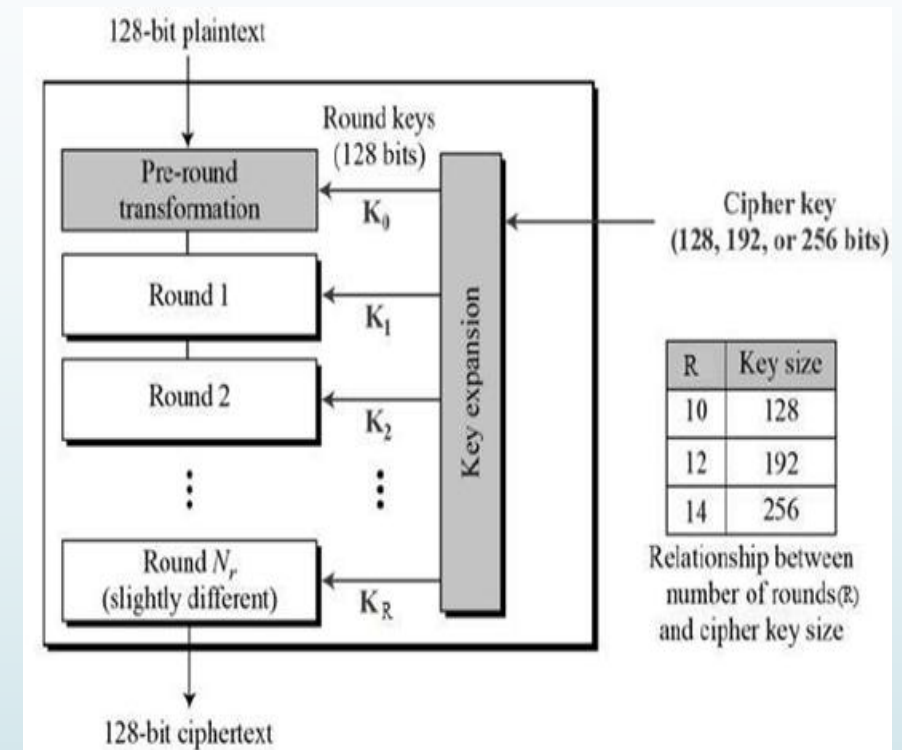 128-bit plaintext
Round keys
(128 bits)
Pre-round
transformation
K₀
Cipher key
(128, 192, or 256 bits)
Round 1
K₁
Key expansion
Round 2
K₂
R Key size
10 128
12 192
14 256
Relationship between
number of rounds(R)
and cipher key size
Round Nᵣ
(slightly different)
K_R
128-bit ciphertext